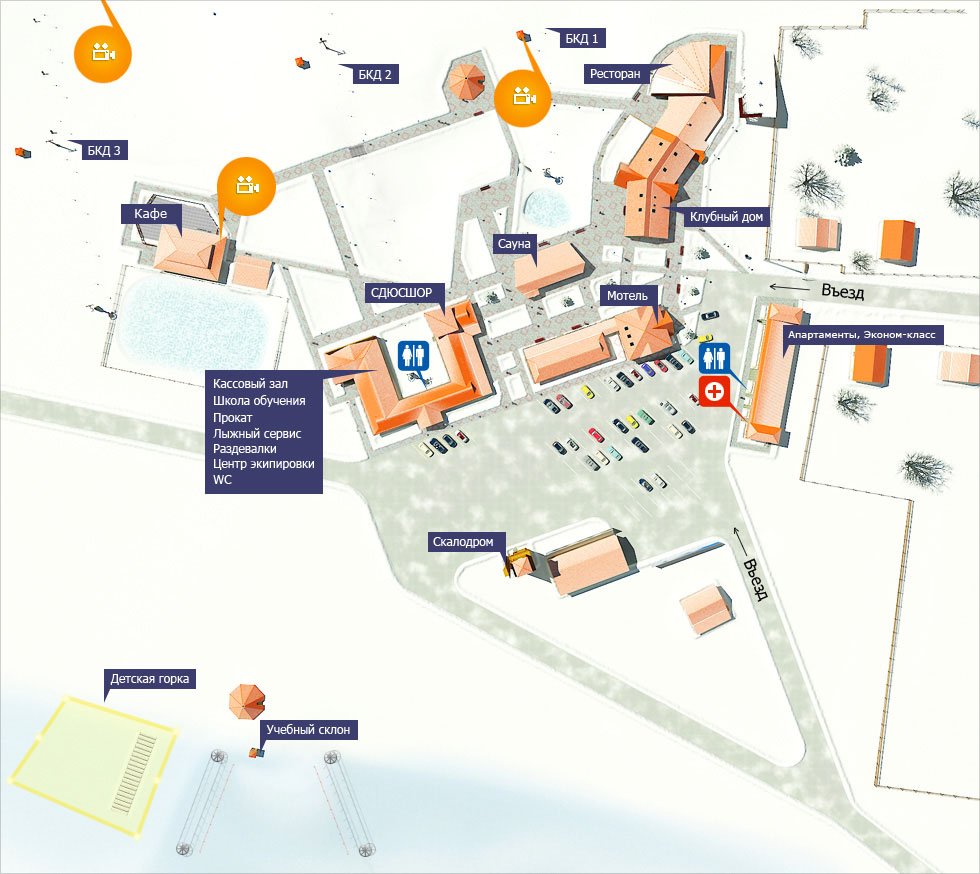 БКД 1
БКД 2
Ресторан
БКД 3
Кафе
Клубный дом
Сауна
СДЮСШОР
Мотель
Въезд
Апартаменты, Эконом-класс
Кассовый зал
Школа обучения
Прокат
Лыжный сервис
Раздевалки
Центр экипировки
WC
Скалодром
Въезд
Детская горка
Учебный склон